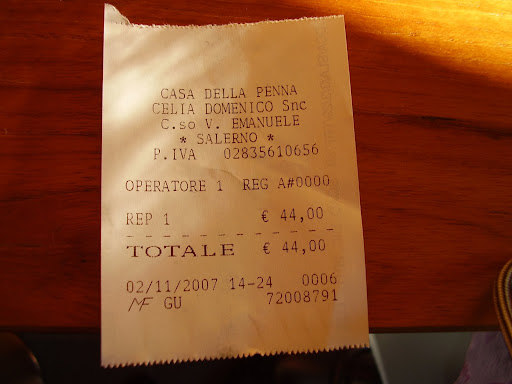 CASA DELLA PENNA
CELIA DOMENICO Snc
C.so V. EMANUELE
* SALERNO *
P.IVA 02835610656
OPERATORE 1 REG A#0000
REP 1 € 44,00
TOTALE € 44,00
02/11/2007 14-24 0006
MF GU 72008791